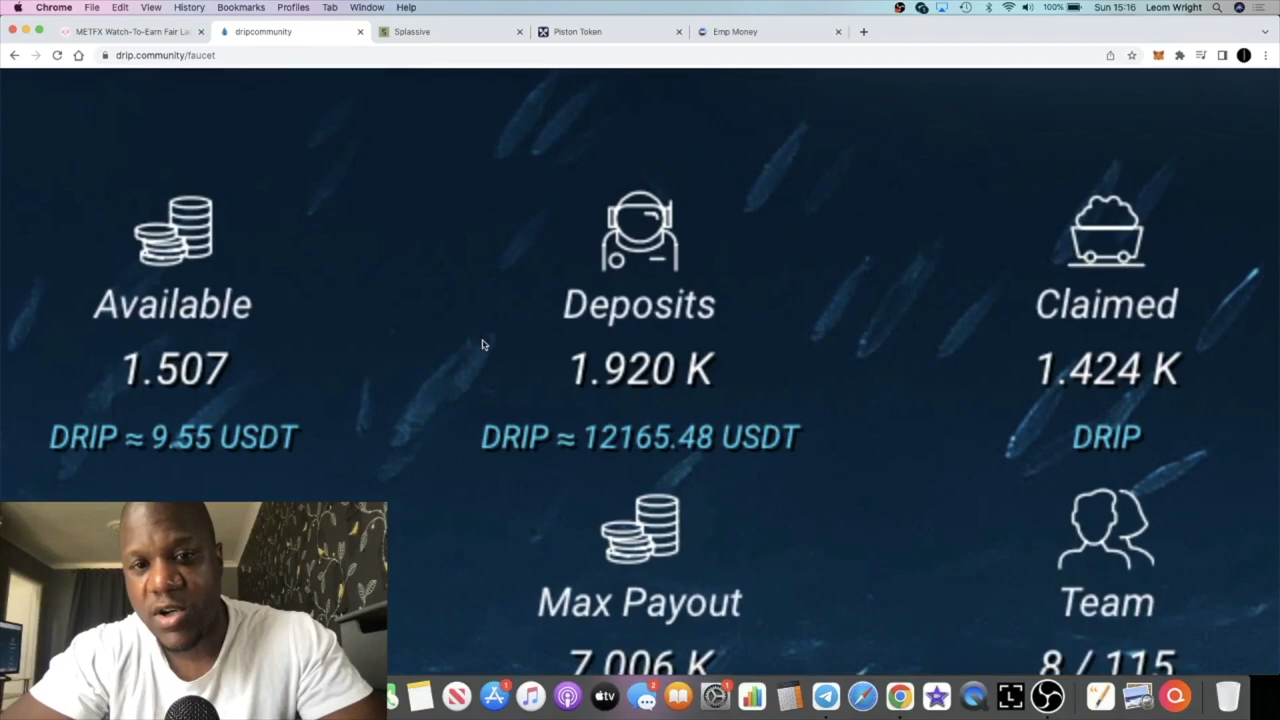 Chrome File Edit View History Bookmarks Profiles Tab Window Help 100% Sun 15:16 Leom Wright
METFX Watch-To-Earn Fair La dripcommunity Splassive Piston Token Emp Money
drip.community/faucet
Available Deposits Claimed
1.507 1.920 K 1.424 K
DRIP ≈ 9.55 USDT DRIP ≈ 12165.48 USDT DRIP
Max Payout Team
7.006 K 8 / 115
tv